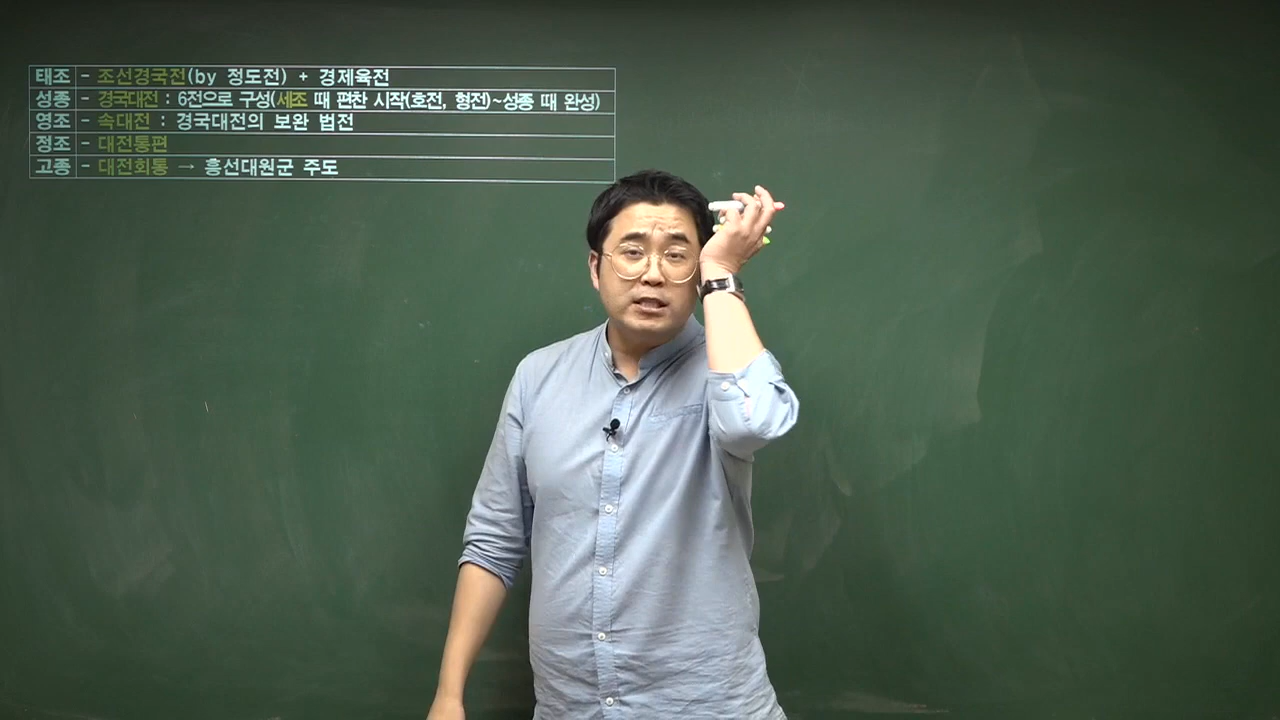 태조 - 조선경국전(by 정도전) + 경제육전
성종 - 경국대전 : 6전으로 구성(세조 때 편찬 시작(호전, 형전)~성종 때 완성)
영조 - 속대전 : 경국대전의 보완 법전
정조 - 대전통편
고종 - 대전회통 → 흥선대원군 주도